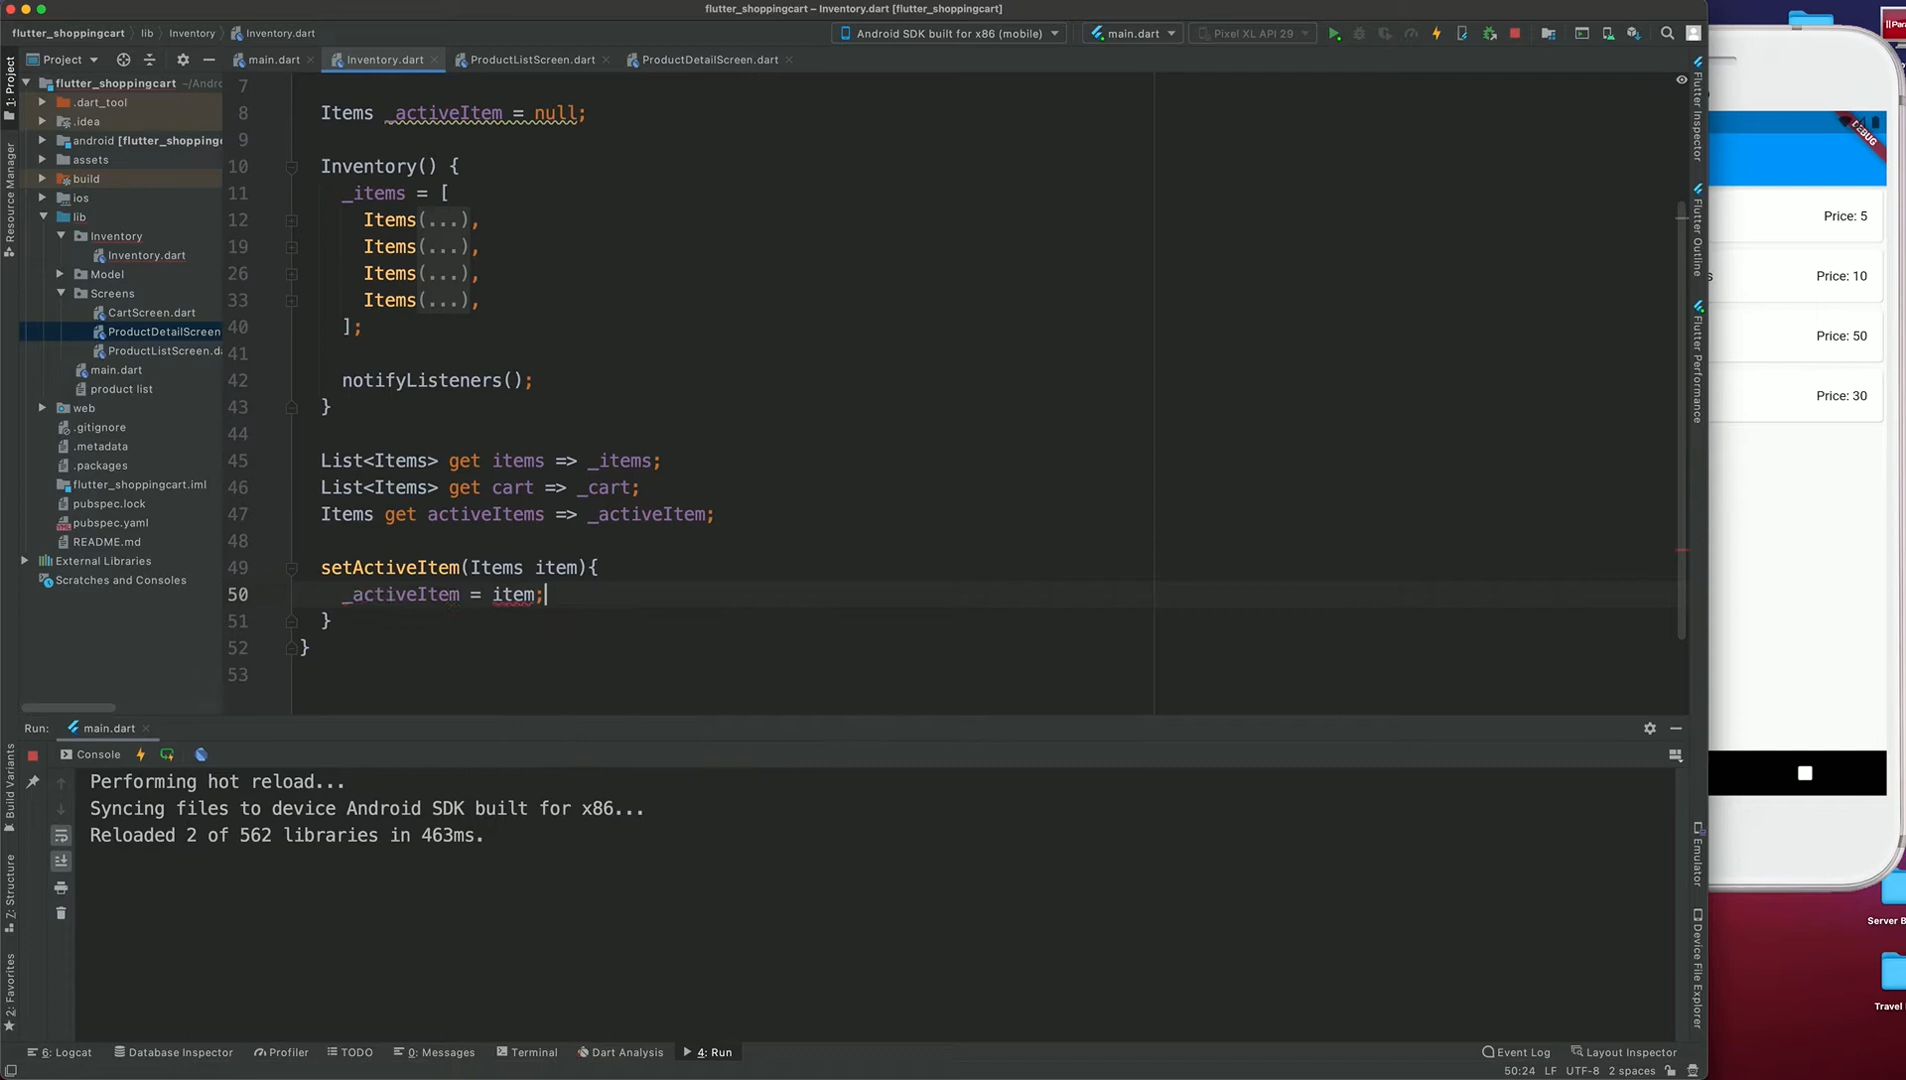 flutter_shoppingcart – Inventory.dart [flutter_shoppingcart]
flutter_shoppingcart lib Inventory Inventory.dart
Android SDK built for x86 (mobile) main.dart Pixel XL API 29
1: Project
Resource Manager
Project
main.dart Inventory.dart ProductListScreen.dart ProductDetailScreen.dart
flutter_shoppingcart ~/Andro
.dart_tool
.idea
android [flutter_shopping
assets
build
ios
lib
Inventory
Inventory.dart
Model
Screens
CartScreen.dart
ProductDetailScreen
ProductListScreen.da
main.dart
product list
web
.gitignore
.metadata
.packages
flutter_shoppingcart.iml
pubspec.lock
pubspec.yaml
README.md
External Libraries
Scratches and Consoles
7
8 Items _activeItem = null;
9
10 Inventory() {
11 _items = [
12 Items(...),
19 Items(...),
26 Items(...),
33 Items(...),
40 ];
41
42 notifyListeners();
43 }
44
45 List<Items> get items => _items;
46 List<Items> get cart => _cart;
47 Items get activeItems => _activeItem;
48
49 setActiveItem(Items item){
50 _activeItem = item;
51 }
52 }
53
Flutter Inspector
Flutter Outline
Flutter Performance
Emulator
Device File Explorer
DEBUG
Price: 5
s Price: 10
Price: 50
Price: 30
Run: main.dart
Console
Performing hot reload...
Syncing files to device Android SDK built for x86...
Reloaded 2 of 562 libraries in 463ms.
Build Variants
Z: Structure
2: Favorites
6: Logcat Database Inspector Profiler TODO 0: Messages Terminal Dart Analysis 4: Run Event Log Layout Inspector
50:24 LF UTF-8 2 spaces
Server B
Travel